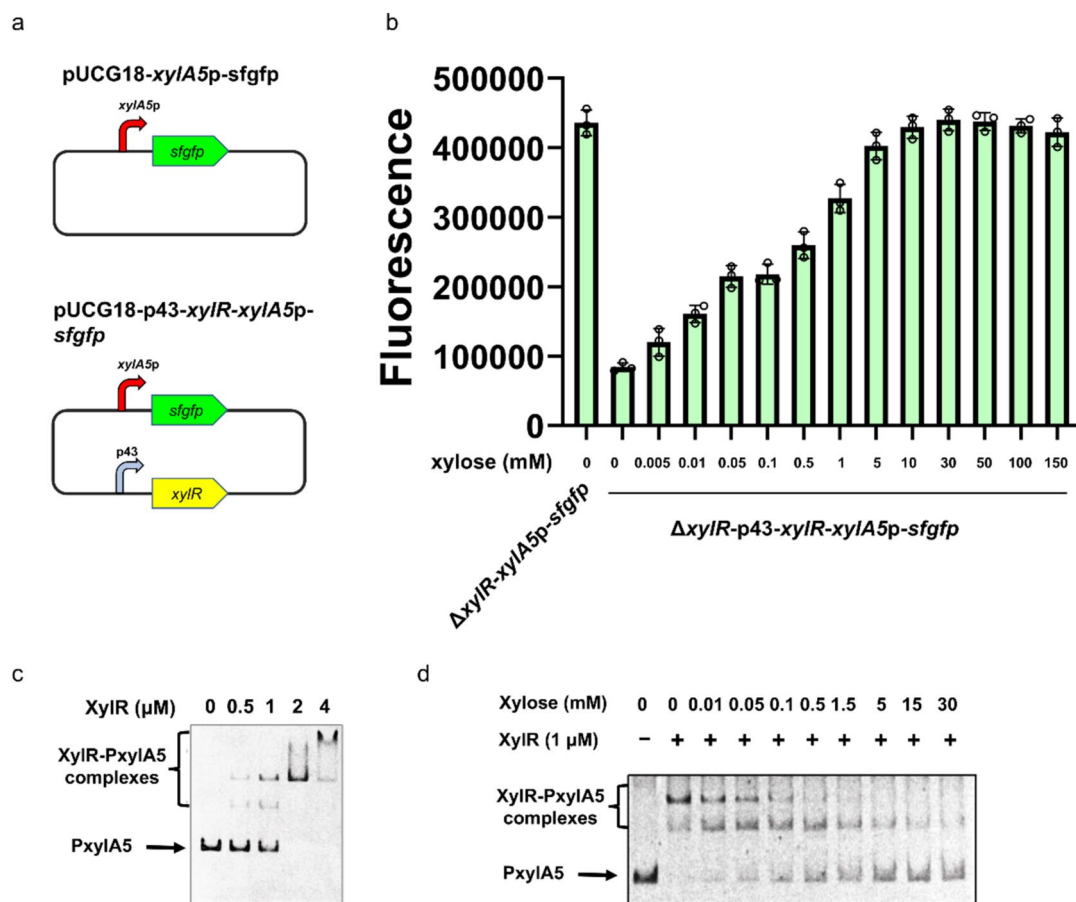 a
pUCG18-xylA5p-sfgfp
xylA5p
sfgfp
pUCG18-p43-xylR-xylA5p-
sfgfp
xylA5p
sfgfp
p43
xylR
b
Fluorescence
500000
400000
300000
200000
100000
0
xylose (mM) 0 0 0.005 0.01 0.05 0.1 0.5 1 5 10 30 50 100 150
ΔxylR-xylA5p-sfgfp
ΔxylR-p43-xylR-xylA5p-sfgfp
c
XylR (μM) 0 0.5 1 2 4
XylR-PxylA5
complexes
PxylA5
d
Xylose (mM) 0 0 0.01 0.05 0.1 0.5 1.5 5 15 30
XylR (1 μM) − + + + + + + + + +
XylR-PxylA5
complexes
PxylA5